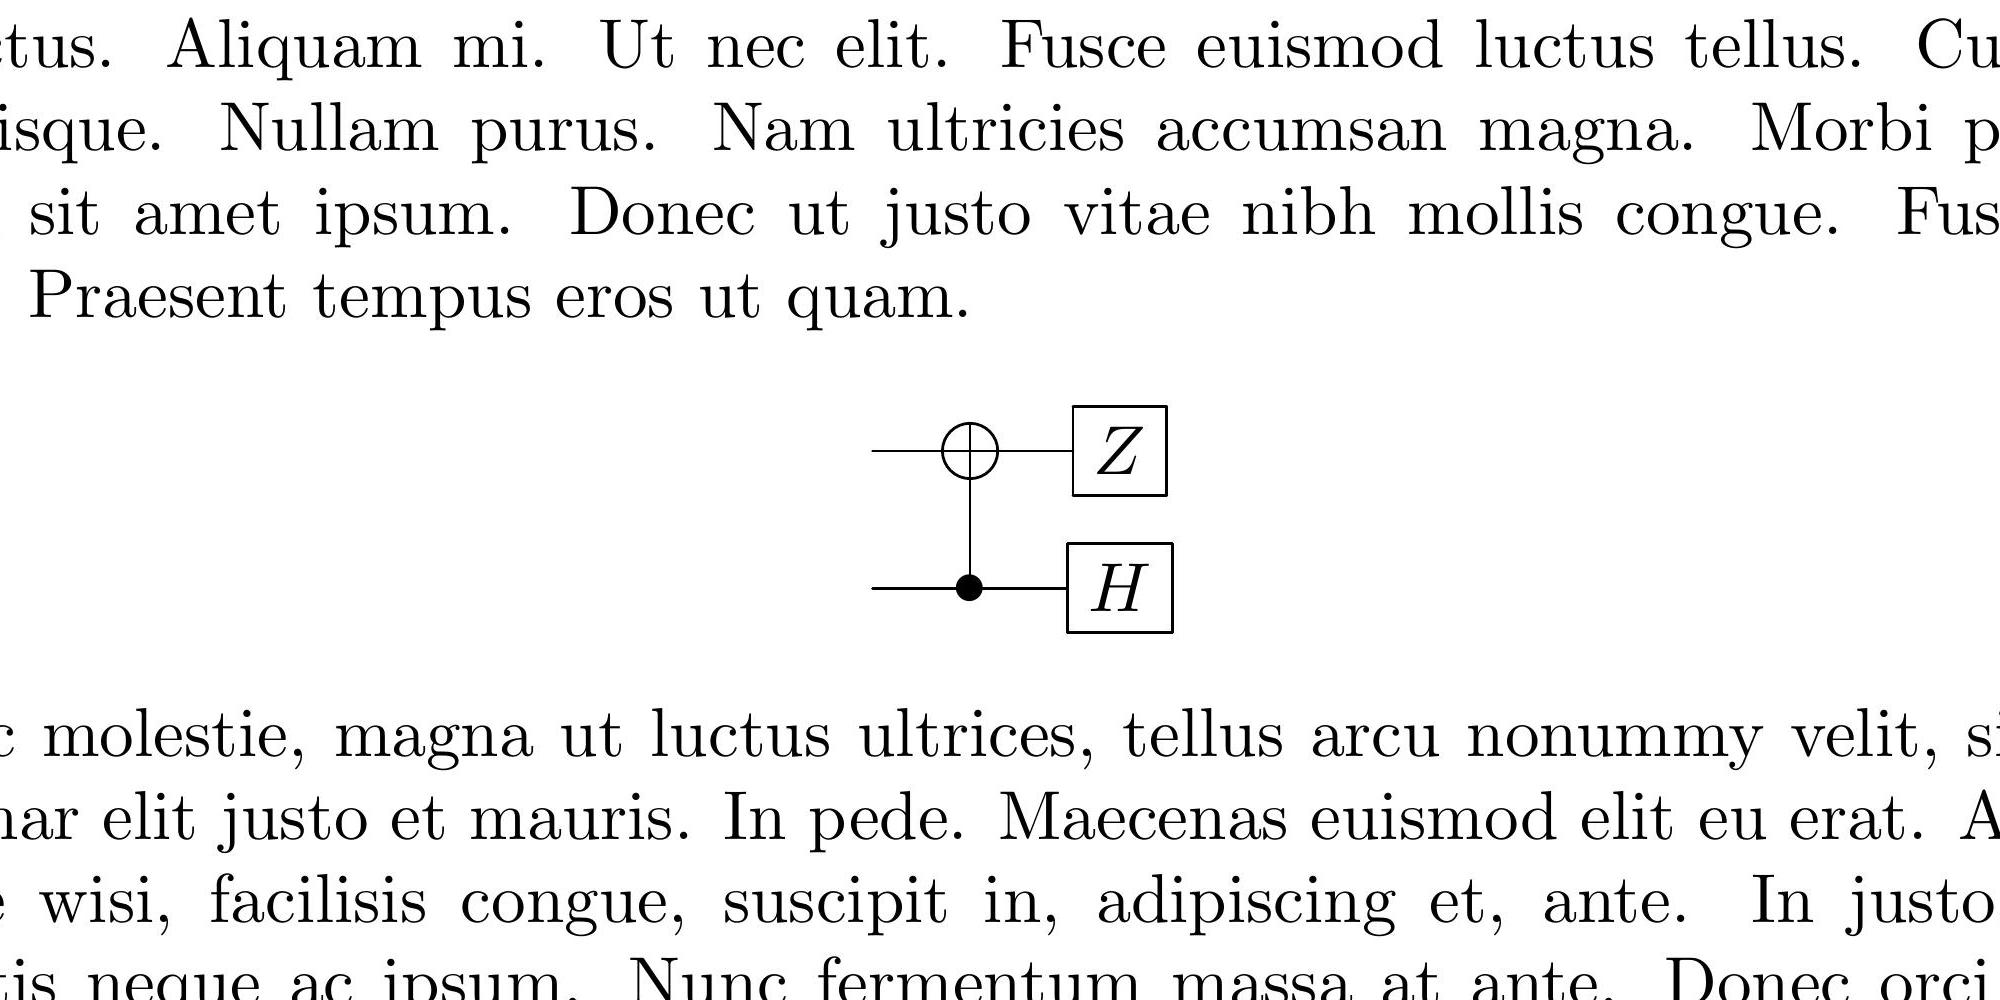 ctus. Aliquam mi. Ut nec elit. Fusce euismod luctus tellus. Cu
isque. Nullam purus. Nam ultricies accumsan magna. Morbi p
sit amet ipsum. Donec ut justo vitae nibh mollis congue. Fus
Praesent tempus eros ut quam.
Z
H
c molestie, magna ut luctus ultrices, tellus arcu nonummy velit, si
nar elit justo et mauris. In pede. Maecenas euismod elit eu erat. A
e wisi, facilisis congue, suscipit in, adipiscing et, ante. In justo
tis neque ac ipsum. Nunc fermentum massa at ante. Donec orci